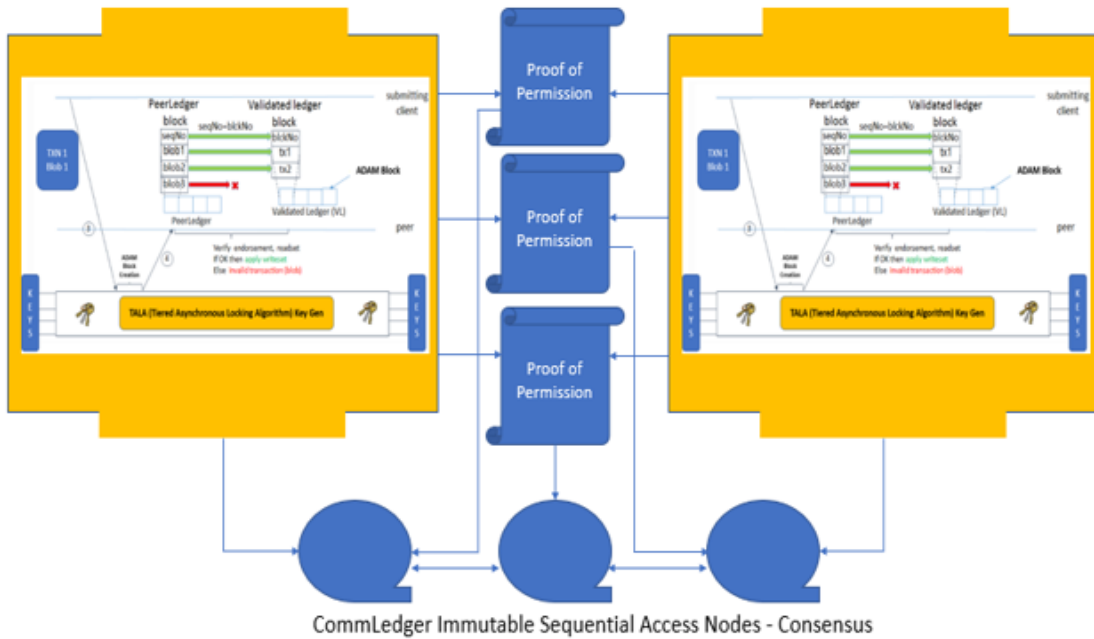 PeerLedger
Validated ledger
submitting
client
block
block
seqNo=blckNo
seqNo
blckNo
blob1
tx1
blob2
tx2
blob3
TXN 1
Blob 1
ADAM Block
Validated Ledger (VL)
PeerLedger
peer
Verify endorsement, readset
If OK then apply writeset
Else invalid transaction (blob)
ADAM
Block
Creation
4
K
E
Y
S
TALA (Tiered Asynchronous Locking Algorithm) Key Gen
K
E
Y
S
Proof of
Permission
Proof of
Permission
Proof of
Permission
PeerLedger
Validated ledger
submitting
client
block
block
seqNo=blckNo
seqNo
blckNo
blob1
tx1
blob2
tx2
blob3
TXN 1
Blob 1
ADAM Block
Validated Ledger (VL)
PeerLedger
peer
Verify endorsement, readset
If OK then apply writeset
Else invalid transaction (blob)
ADAM
Block
Creation
4
K
E
Y
S
TALA (Tiered Asynchronous Locking Algorithm) Key Gen
K
E
Y
S
CommLedger Immutable Sequential Access Nodes - Consensus